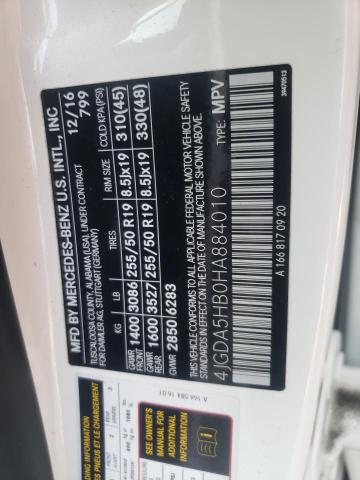 MFD BY MERCEDES-BENZ U.S. INTL., INC
TUSCALOOSA COUNTY, ALABAMA (USA), UNDER CONTRACT
FOR DAIMLER AG, STUTTGART (GERMANY)
12/16
799
KG LB TIRES RIM SIZE COLD KPA(PSI)
GAWR FRONT 1400 3086 255/50 R19 8.5Jx19 310(45)
GAWR REAR 1600 3527 255/50 R19 8.5Jx19 330(48)
GVWR 2850 6283
THIS VEHICLE CONFORMS TO ALL APPLICABLE FEDERAL MOTOR VEHICLE SAFETY
STANDARDS IN EFFECT ON THE DATE OF MANUFACTURE SHOWN ABOVE.
4JGDA5HB0HA884010 TYPE: MPV
A 166 817 09 20
A 166 584 16 01
SEE OWNER'S
MANUAL FOR
ADDITIONAL
INFORMATION